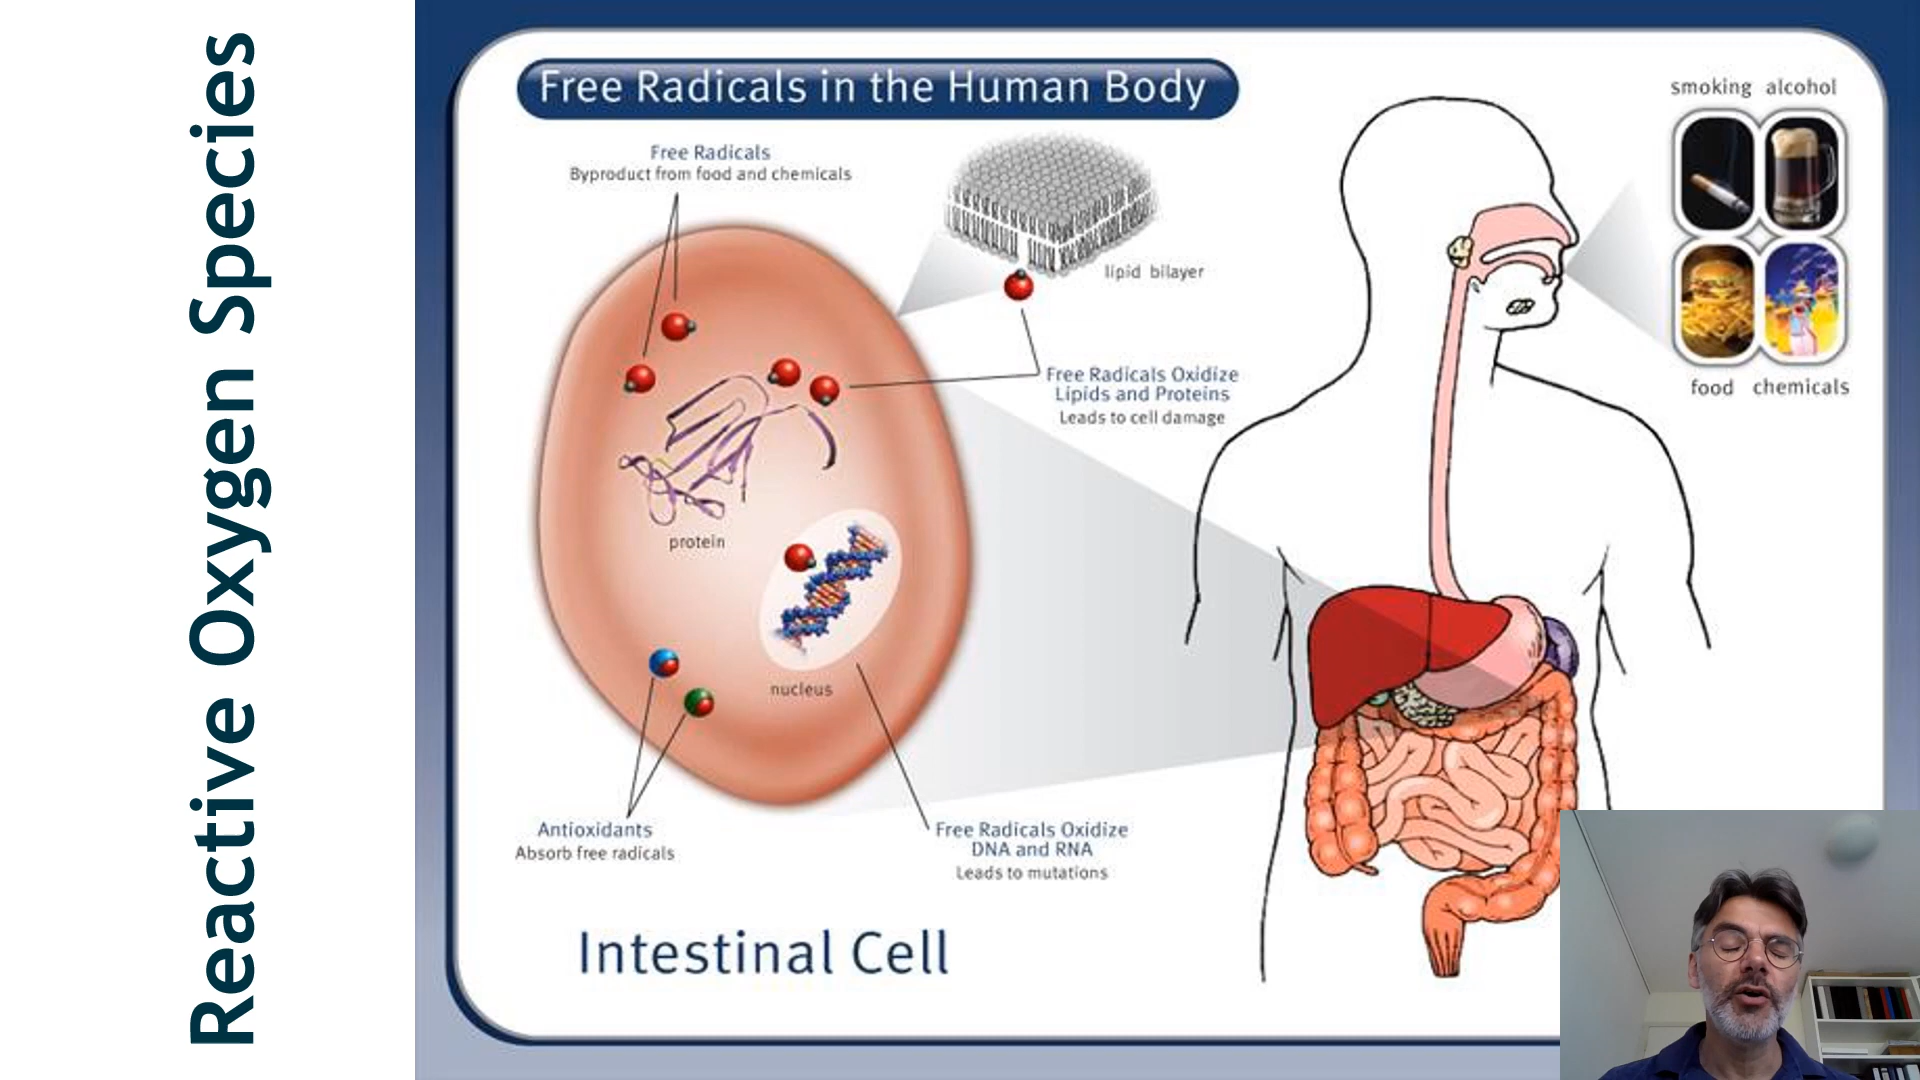 Reactive Oxygen Species
Free Radicals in the Human Body
smoking alcohol
Free Radicals
Byproduct from food and chemicals
lipid bilayer
Free Radicals Oxidize
Lipids and Proteins
Leads to cell damage
food chemicals
protein
nucleus
Antioxidants
Absorb free radicals
Free Radicals Oxidize
DNA and RNA
Leads to mutations
Intestinal Cell